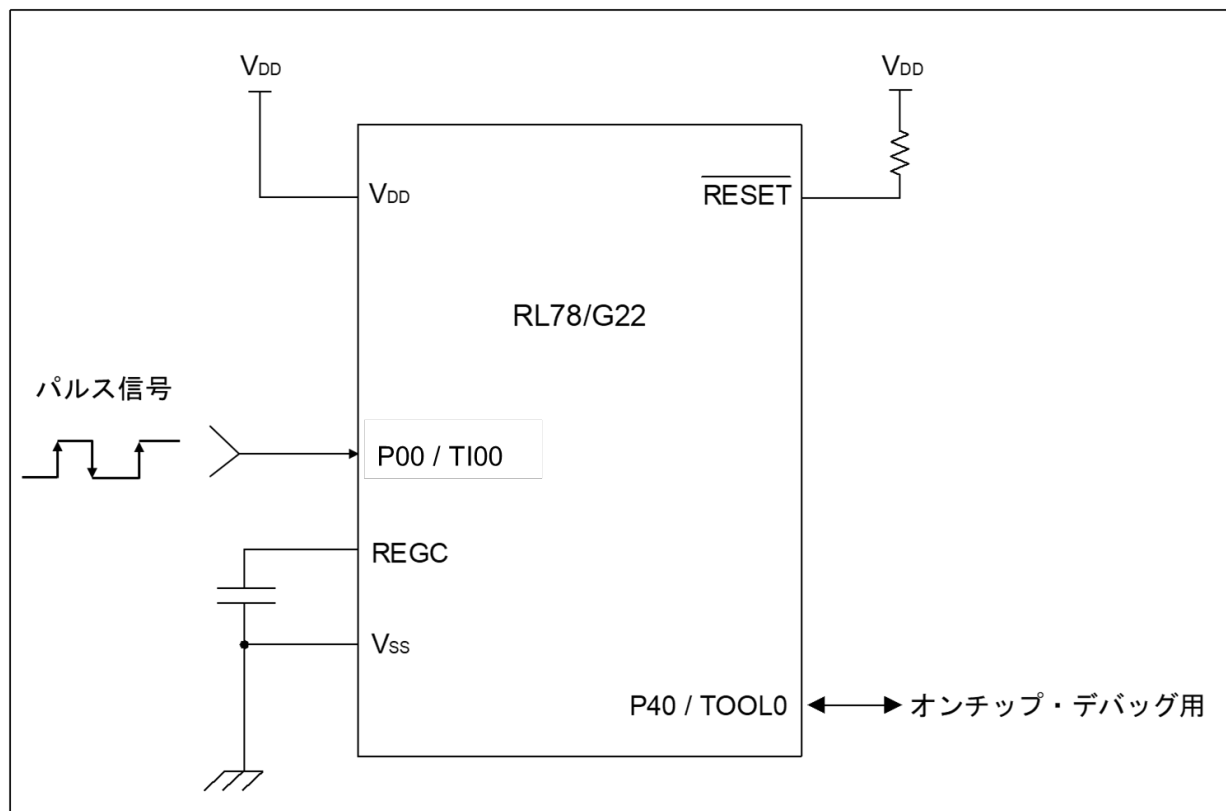 VDD
VDD
VDD
RESET
RL78/G22
パルス信号
P00 / TI00
REGC
VSS
P40 / TOOL0
オンチップ・デバッグ用